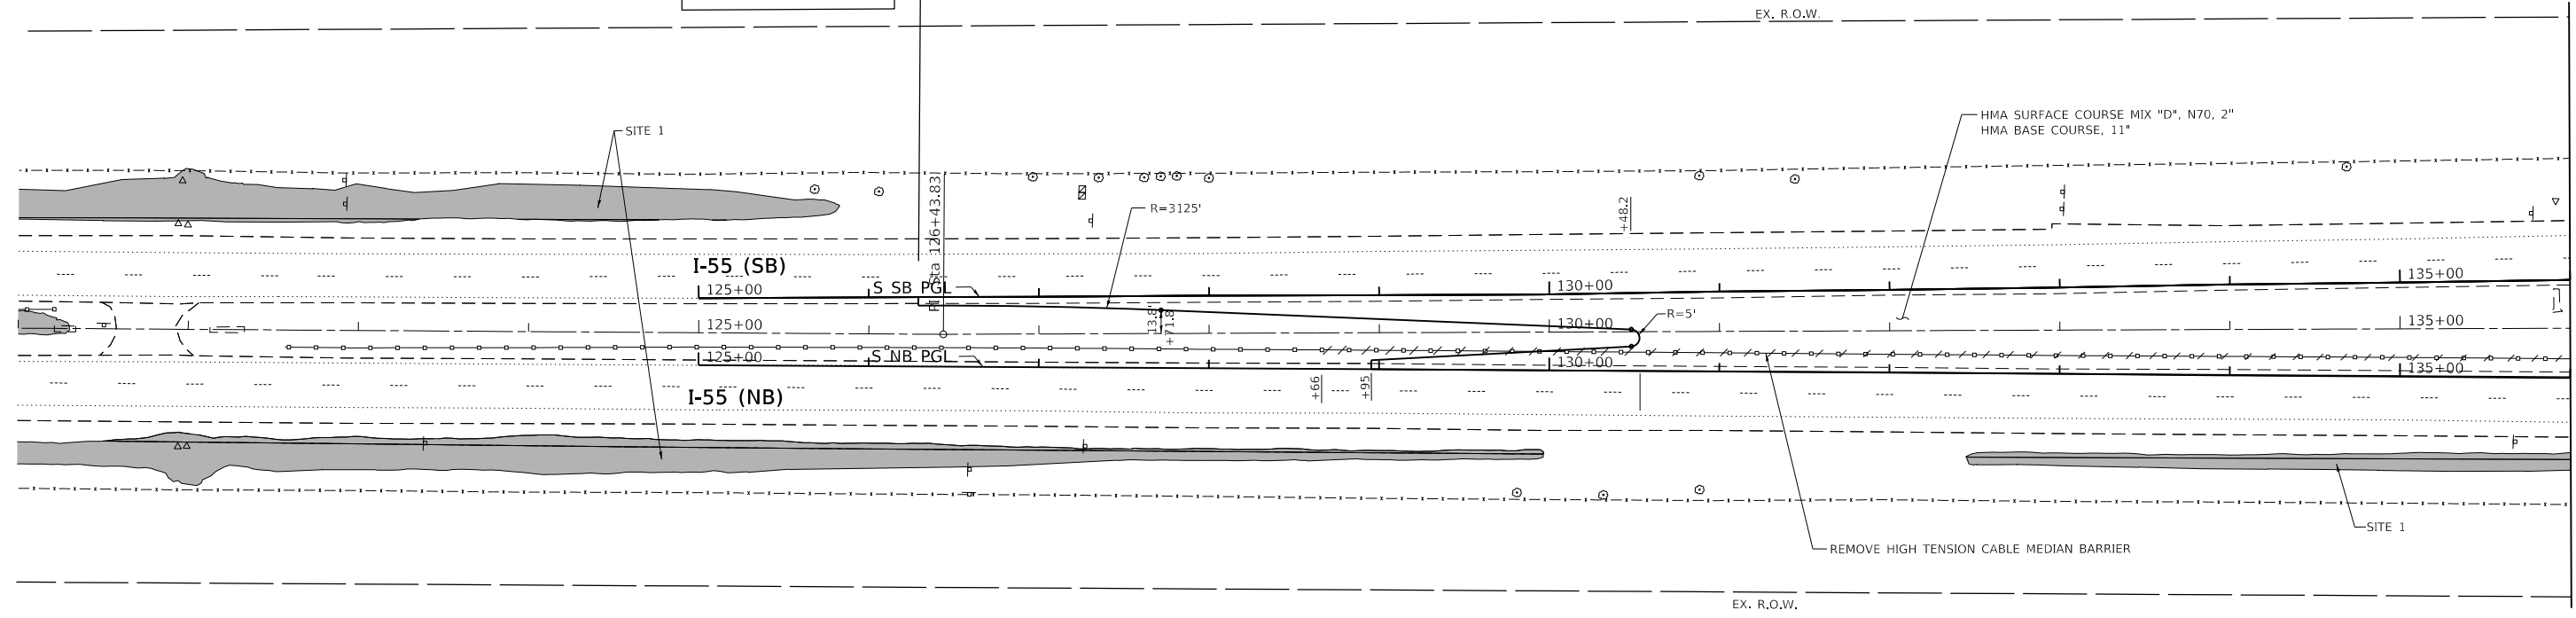 EX. R.O.W.
HMA SURFACE COURSE MIX "D", N70, 2"
HMA BASE COURSE, 11"
SITE 1
R=3125'
+48.2
PI Sta 126+43.83
I-55 (SB)
S SB PGL
125+00
130+00
135+00
125+00
13.8'
+71.8
130+00
R=5'
135+00
125+00
S NB PGL
130+00
135+00
+66
+95
I-55 (NB)
SITE 1
REMOVE HIGH TENSION CABLE MEDIAN BARRIER
EX. R.O.W.